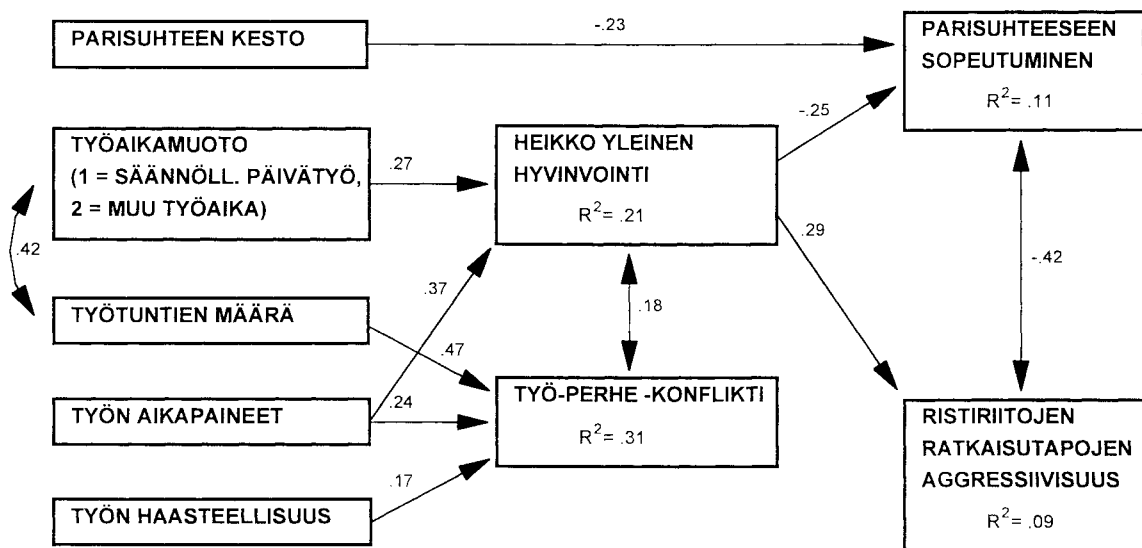 PARISUHTEEN KESTO
-.23
PARISUHTEESEEN
SOPEUTUMINEN
R²= .11
TYÖAIKAMUOTO
(1 = SÄÄNNÖLL. PÄIVÄTYÖ,
2 = MUU TYÖAIKA)
.27
HEIKKO YLEINEN
HYVINVOINTI
R²= .21
-.25
.29
.42
.37
.18
-.42
TYÖTUNTIEN MÄÄRÄ
.47
TYÖN AIKAPAINEET
.24
TYÖ-PERHE -KONFLIKTI
R²= .31
RISTIRIITOJEN
RATKAISUTAPOJEN
AGGRESSIIVISUUS
R²= .09
.17
TYÖN HAASTEELLISUUS